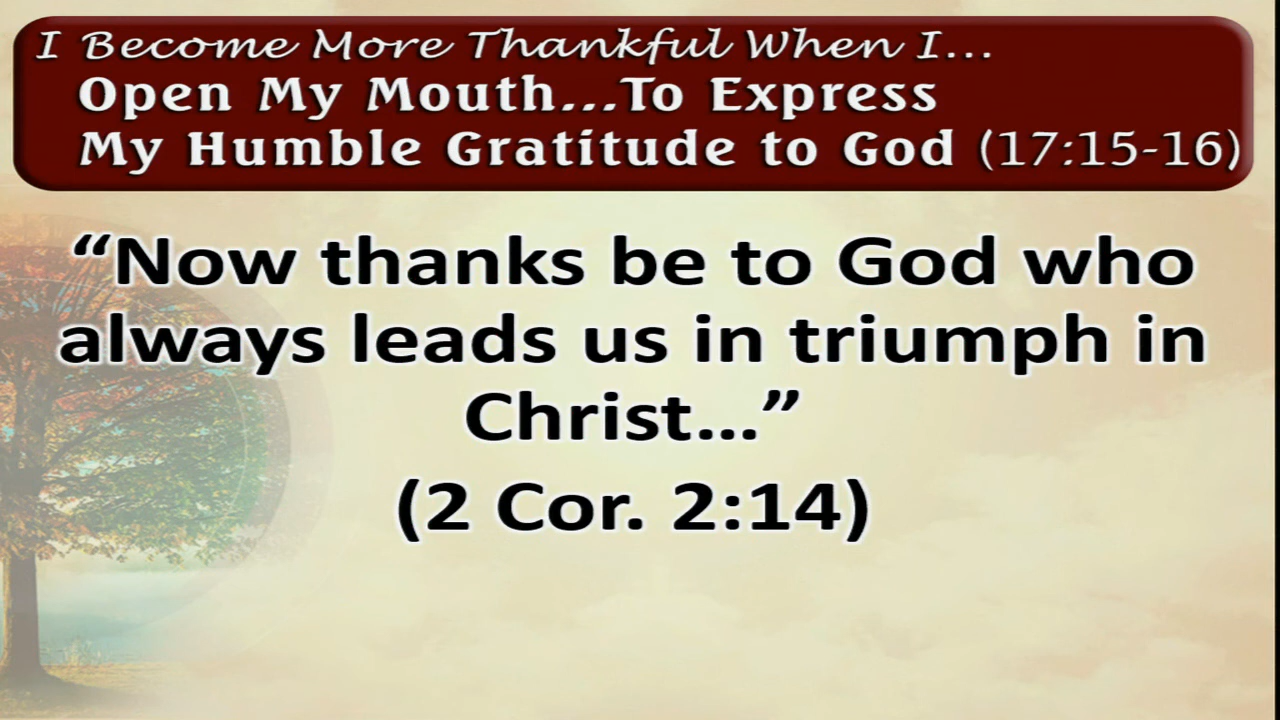 I Become More Thankful When I...
Open My Mouth...To Express
My Humble Gratitude to God (17:15-16)
“Now thanks be to God who
always leads us in triumph in
Christ...”
(2 Cor. 2:14)